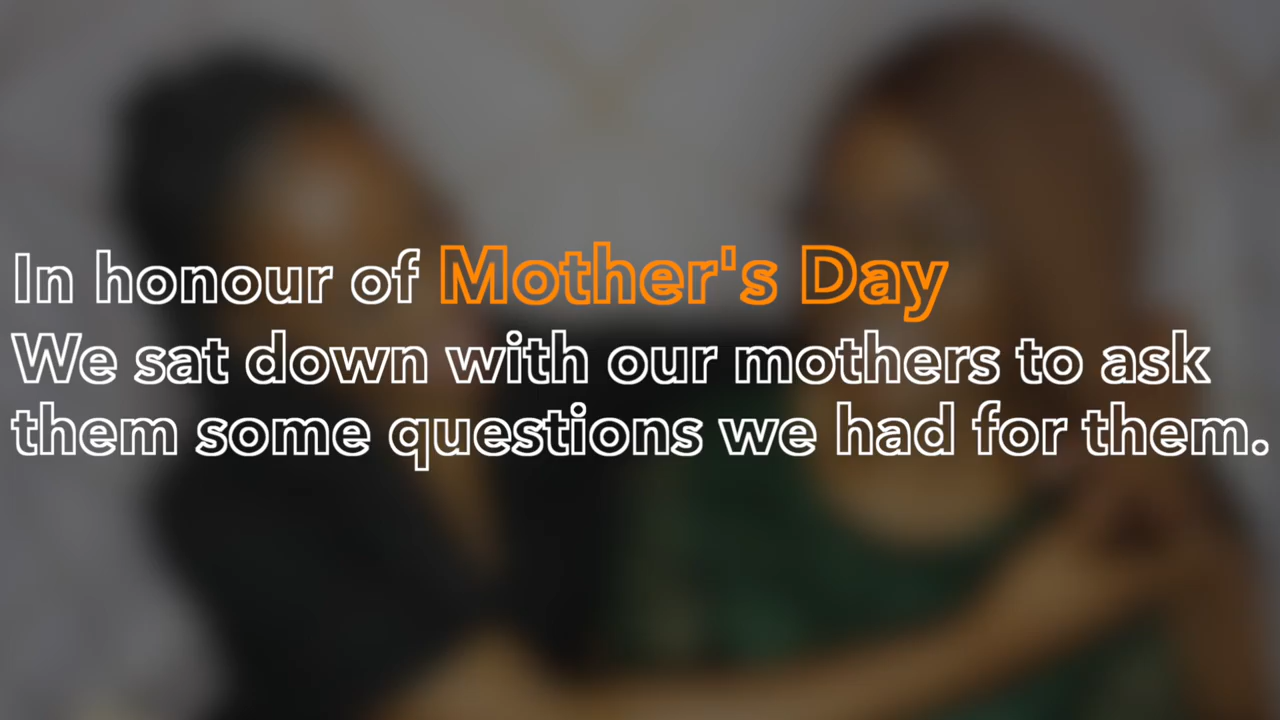 In honour of Mother's Day
We sat down with our mothers to ask
them some questions we had for them.